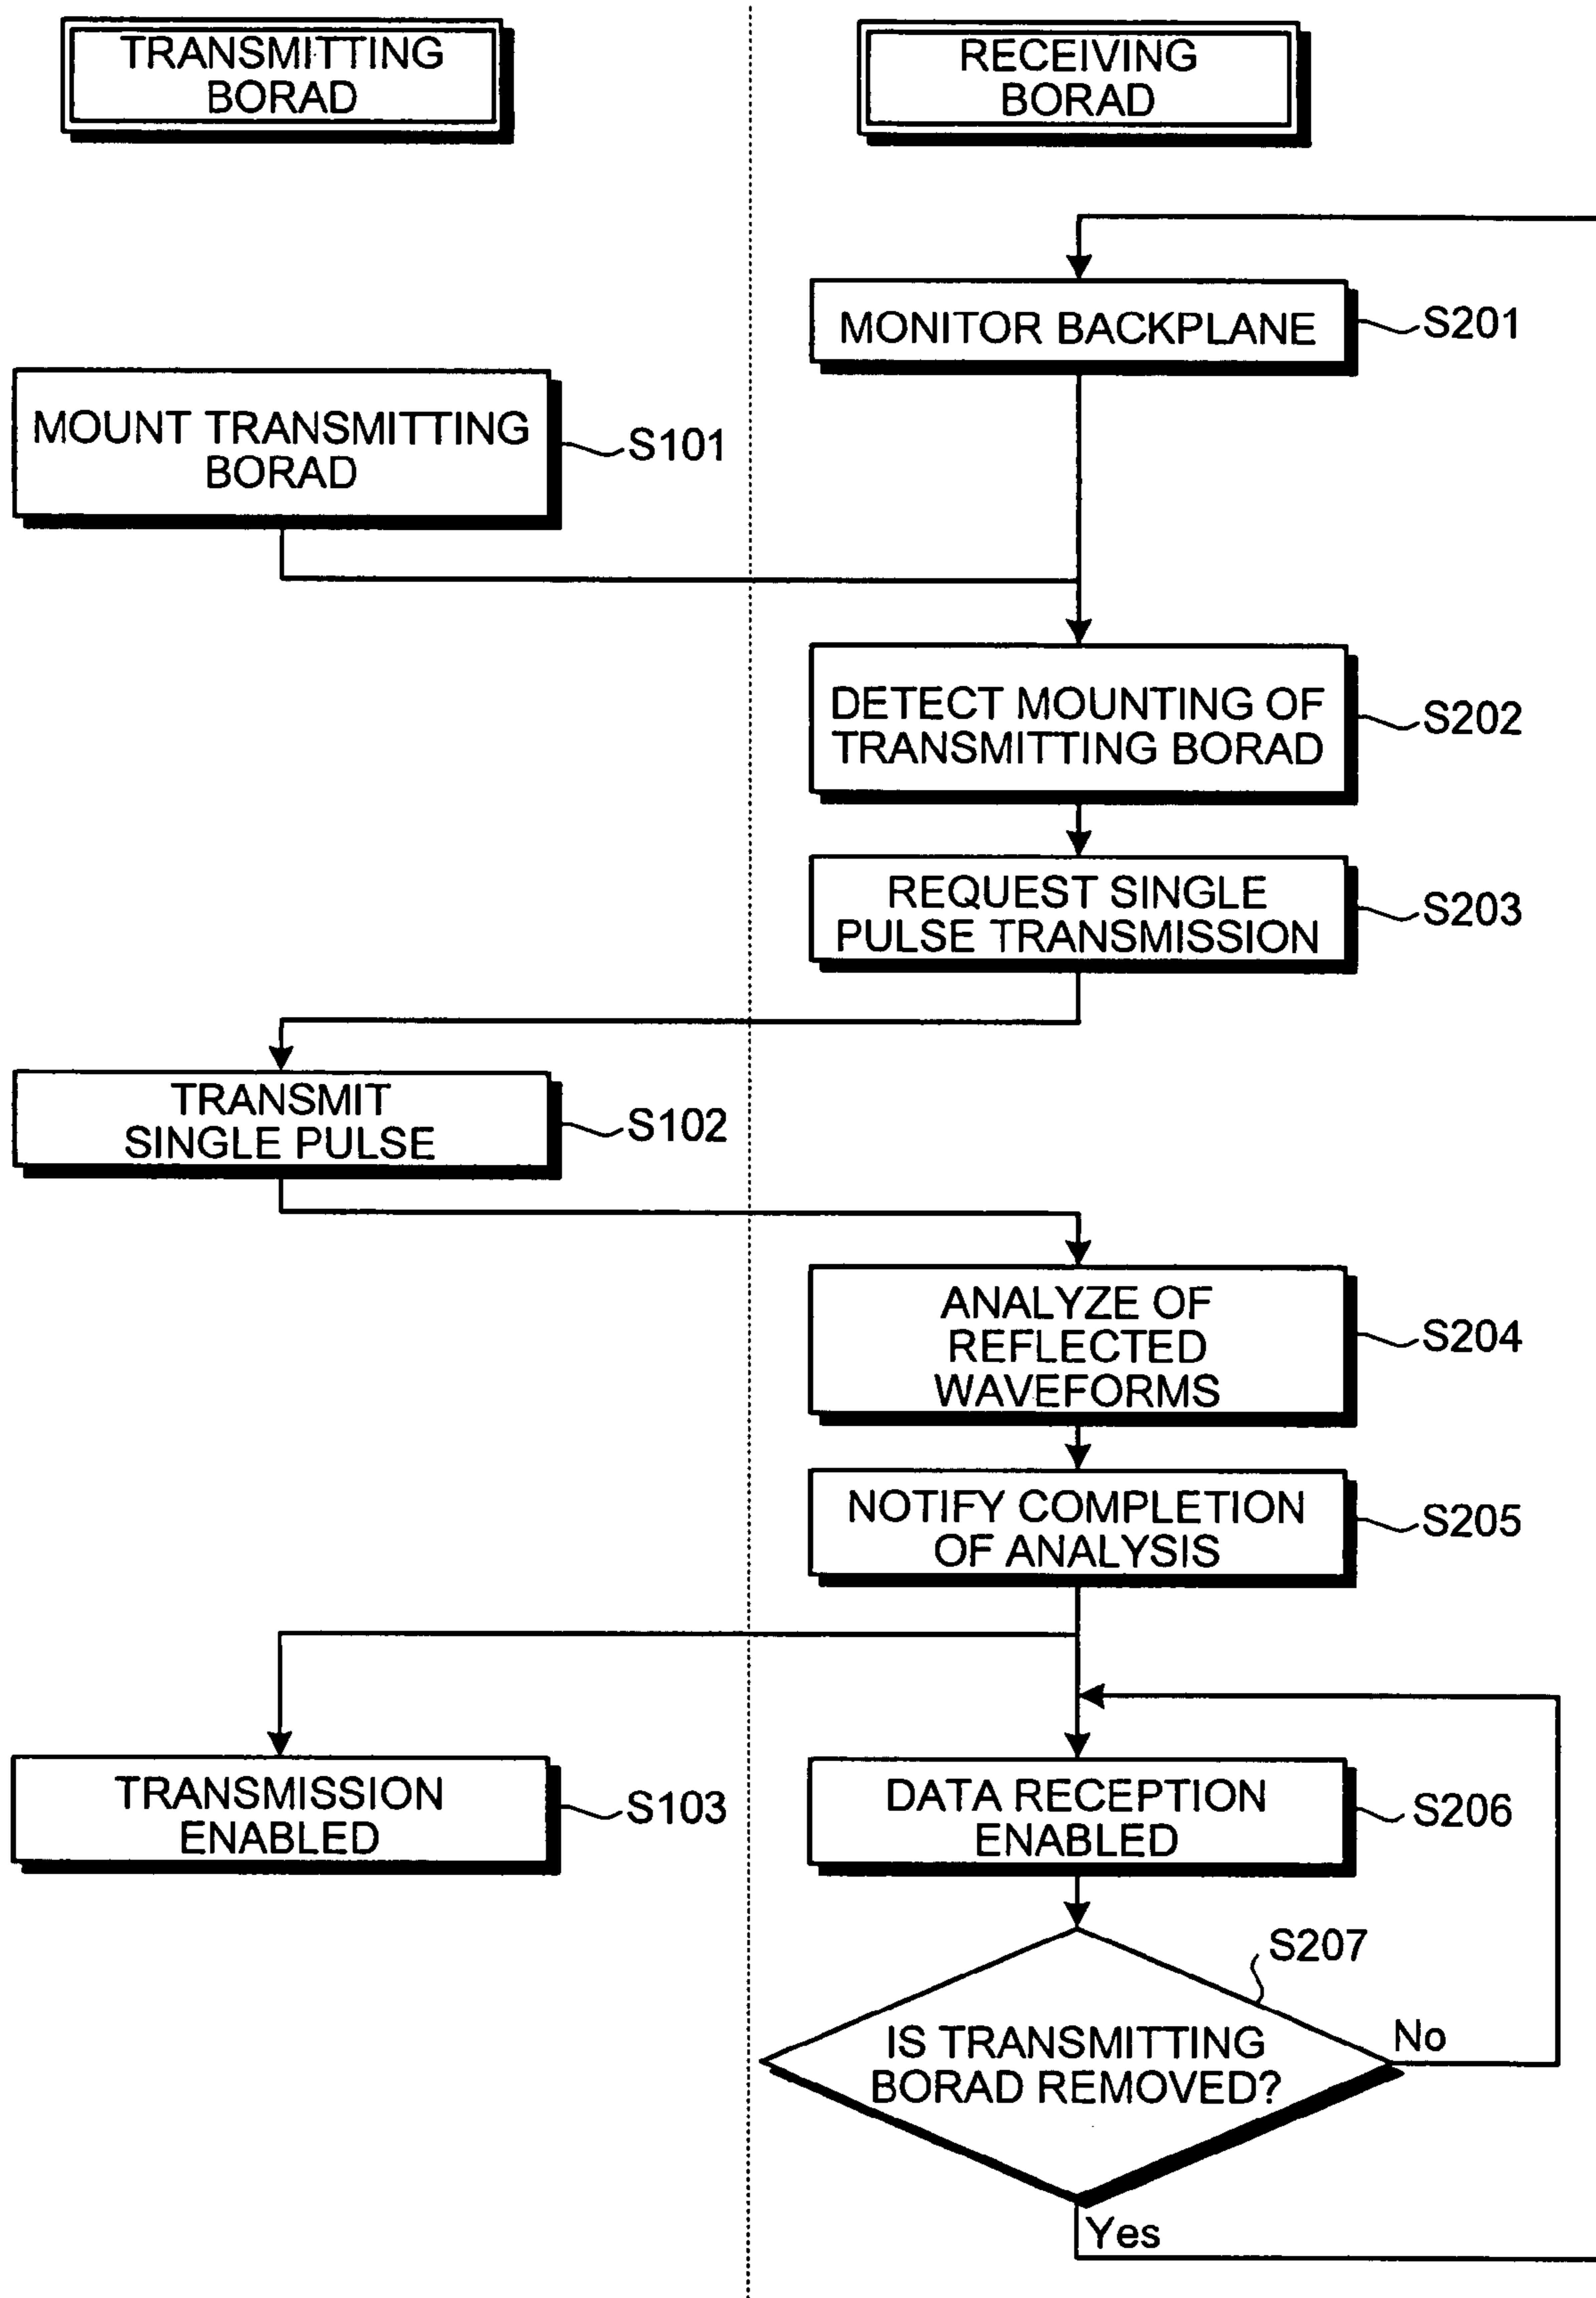 TRANSMITTING
BORAD
RECEIVING
BORAD
MONITOR BACKPLANE
S201
MOUNT TRANSMITTING
BORAD
S101
DETECT MOUNTING OF
TRANSMITTING BORAD
S202
REQUEST SINGLE
PULSE TRANSMISSION
S203
TRANSMIT
SINGLE PULSE
S102
ANALYZE OF
REFLECTED
WAVEFORMS
S204
NOTIFY COMPLETION
OF ANALYSIS
S205
TRANSMISSION
ENABLED
S103
DATA RECEPTION
ENABLED
S206
S207
IS TRANSMITTING
BORAD REMOVED?
No
Yes